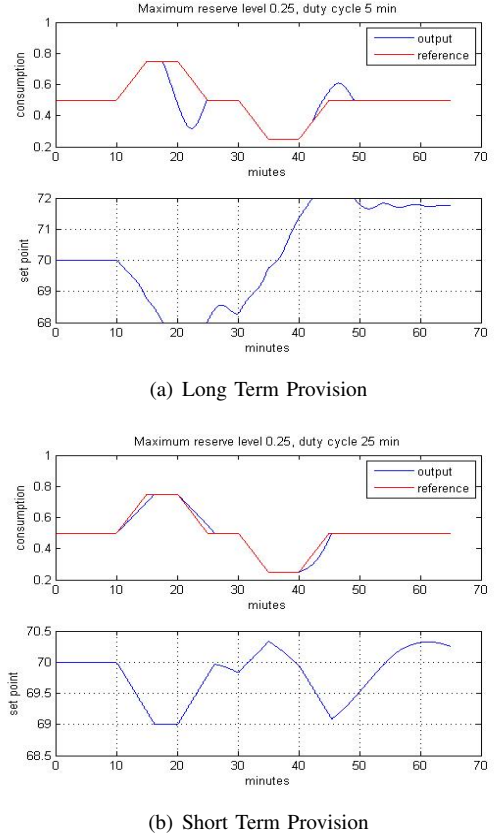 Maximum reserve level 0.25, duty cycle 5 min
1
0.8
0.6
0.4
0.2
consumption
output
reference
0 10 20 30 40 50 60 70
miutes
72
71
70
69
68
set point
0 10 20 30 40 50 60 70
minutes
(a) Long Term Provision
Maximum reserve level 0.25, duty cycle 25 min
1
0.8
0.6
0.4
0.2
consumption
output
reference
0 10 20 30 40 50 60 70
miutes
70.5
70
69.5
69
68.5
set point
0 10 20 30 40 50 60 70
minutes
(b) Short Term Provision